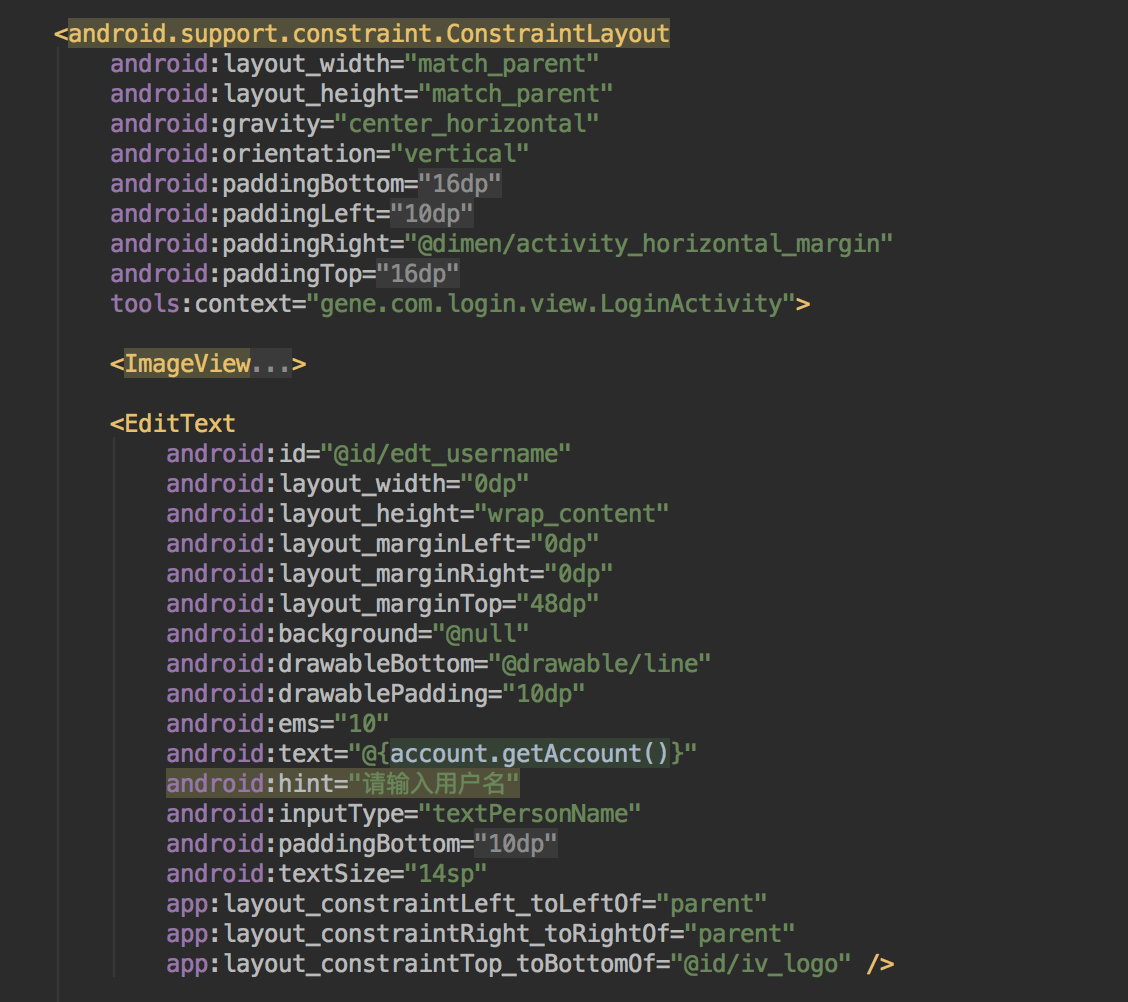 <android.support.constraint.ConstraintLayout
android:layout_width="match_parent"
android:layout_height="match_parent"
android:gravity="center_horizontal"
android:orientation="vertical"
android:paddingBottom="16dp"
android:paddingLeft="10dp"
android:paddingRight="@dimen/activity_horizontal_margin"
android:paddingTop="16dp"
tools:context="gene.com.login.view.LoginActivity">
<ImageView...>
<EditText
android:id="@id/edt_username"
android:layout_width="0dp"
android:layout_height="wrap_content"
android:layout_marginLeft="0dp"
android:layout_marginRight="0dp"
android:layout_marginTop="48dp"
android:background="@null"
android:drawableBottom="@drawable/line"
android:drawablePadding="10dp"
android:ems="10"
android:text="@{account.getAccount()}"
android:hint="请输入用户名"
android:inputType="textPersonName"
android:paddingBottom="10dp"
android:textSize="14sp"
app:layout_constraintLeft_toLeftOf="parent"
app:layout_constraintRight_toRightOf="parent"
app:layout_constraintTop_toBottomOf="@id/iv_logo" />